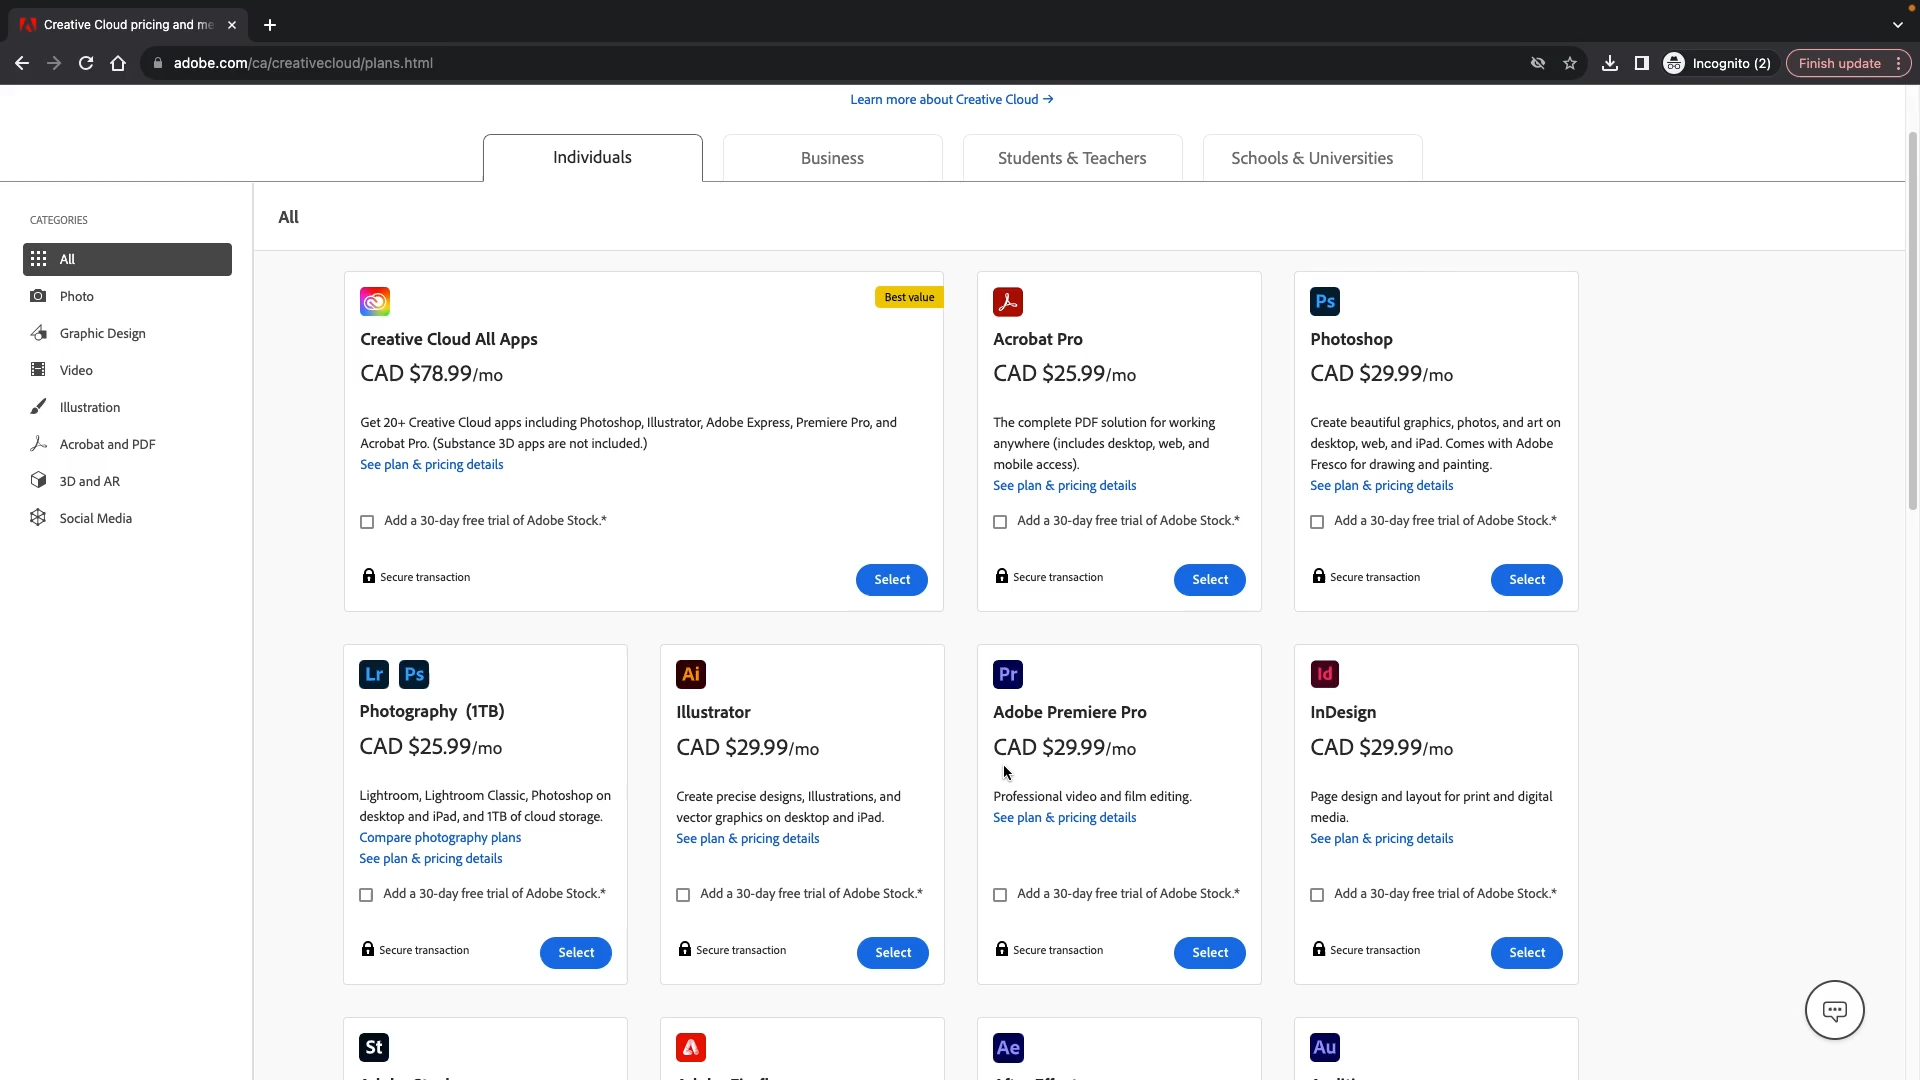 Creative Cloud pricing and me
adobe.com/ca/creativecloud/plans.html
Incognito (2)
Finish update
Learn more about Creative Cloud →
Individuals
Business
Students & Teachers
Schools & Universities
CATEGORIES
All
Photo
Graphic Design
Video
Illustration
Acrobat and PDF
3D and AR
Social Media
All
Best value
Creative Cloud All Apps
CAD $78.99/mo
Get 20+ Creative Cloud apps including Photoshop, Illustrator, Adobe Express, Premiere Pro, and
Acrobat Pro. (Substance 3D apps are not included.)
See plan & pricing details
Add a 30-day free trial of Adobe Stock.*
Secure transaction
Select
Acrobat Pro
CAD $25.99/mo
The complete PDF solution for working
anywhere (includes desktop, web, and
mobile access).
See plan & pricing details
Add a 30-day free trial of Adobe Stock.*
Secure transaction
Select
Ps
Photoshop
CAD $29.99/mo
Create beautiful graphics, photos, and art on
desktop, web, and iPad. Comes with Adobe
Fresco for drawing and painting.
See plan & pricing details
Add a 30-day free trial of Adobe Stock.*
Secure transaction
Select
Lr Ps
Photography (1TB)
CAD $25.99/mo
Lightroom, Lightroom Classic, Photoshop on
desktop and iPad, and 1TB of cloud storage.
Compare photography plans
See plan & pricing details
Add a 30-day free trial of Adobe Stock.*
Secure transaction
Select
Ai
Illustrator
CAD $29.99/mo
Create precise designs, Illustrations, and
vector graphics on desktop and iPad.
See plan & pricing details
Add a 30-day free trial of Adobe Stock.*
Secure transaction
Select
Pr
Adobe Premiere Pro
CAD $29.99/mo
Professional video and film editing.
See plan & pricing details
Add a 30-day free trial of Adobe Stock.*
Secure transaction
Select
Id
InDesign
CAD $29.99/mo
Page design and layout for print and digital
media.
See plan & pricing details
Add a 30-day free trial of Adobe Stock.*
Secure transaction
Select
St
Ae
Au